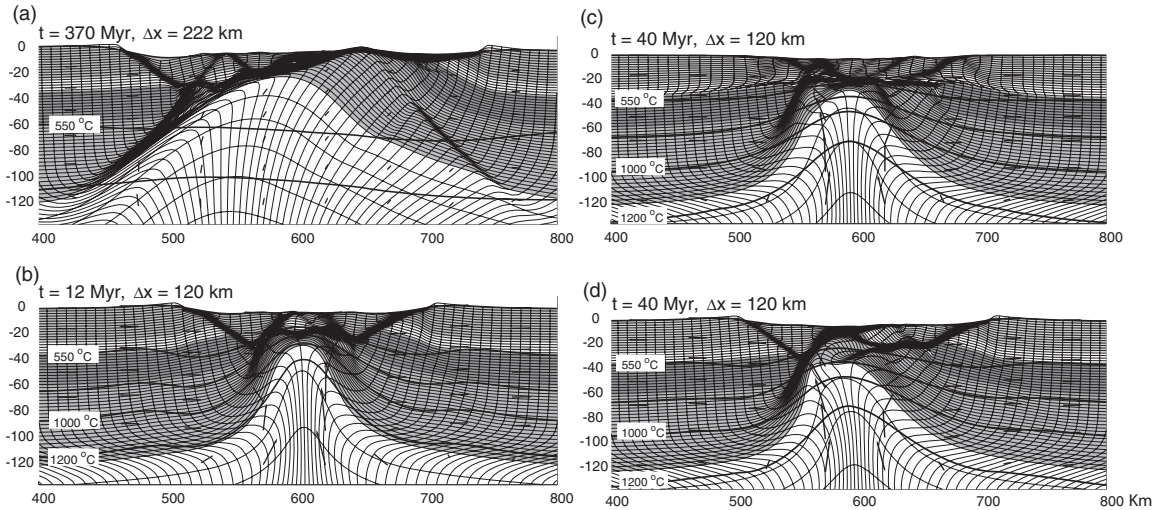 (a)
t = 370 Myr, Δx = 222 km
0
-20
-40
-60
-80
-100
-120
550 °C
400 500 600 700 800
(b)
t = 12 Myr, Δx = 120 km
0
-20
-40
-60
-80
-100
-120
550 °C
1000 °C
1200 °C
400 500 600 700 800
(c)
t = 40 Myr, Δx = 120 km
0
-20
-40
-60
-80
-100
-120
550 °C
1000 °C
1200 °C
400 500 600 700 800
(d)
t = 40 Myr, Δx = 120 km
0
-20
-40
-60
-80
-100
-120
550 °C
1000 °C
1200 °C
400 500 600 700 800 Km